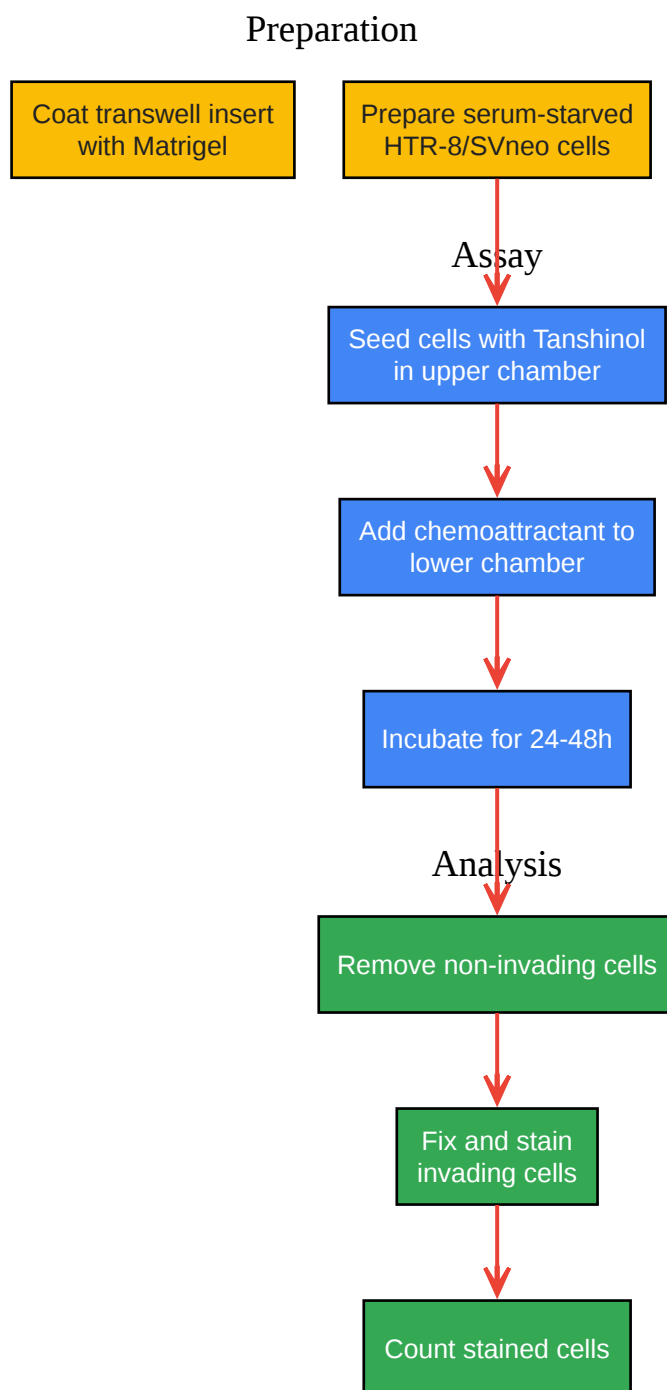 Preparation
Coat transwell insert
with Matrigel
Prepare serum-starved
HTR-8/SVneo cells
Assay
Seed cells with Tanshinol
in upper chamber
Add chemoattractant to
lower chamber
Incubate for 24-48h
Analysis
Remove non-invading cells
Fix and stain
invading cells
Count stained cells